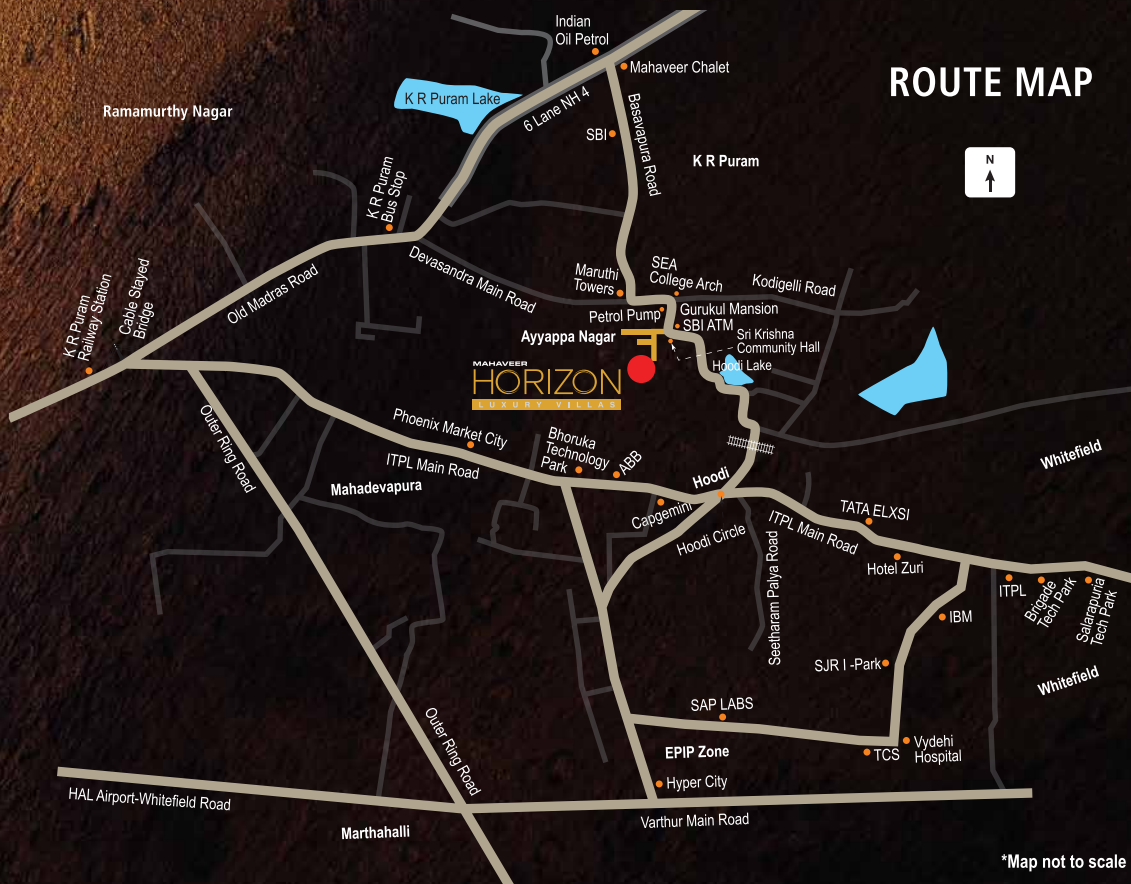 Indian
Oil Petrol
Mahaveer Chalet
ROUTE MAP
K R Puram Lake
6 Lane NH 4
Ramamurthy Nagar
SBI
Basavapura Road
K R Puram
N
K R Puram
Bus Stop
Devasandra Main Road
Maruthi
Towers
SEA
College Arch
Kodigelli Road
Old Madras Road
K R Puram
Railway Station
Cable Stayed
Bridge
Petrol Pump
Gurukul Mansion
SBI ATM
Ayyappa Nagar
Sri Krishna
Community Hall
Hoodi Lake
MAHAVEER
HORIZON
LUXURY VILLAS
Outer Ring Road
Phoenix Market City
ITPL Main Road
Bhoruka
Technology
Park
ABB
Mahadevapura
Hoodi
Whitefield
Capgemini
Hoodi Circle
ITPL Main Road
TATA ELXSI
Hotel Zuri
Seetharam Palya Road
ITPL
Brigade
Tech Park
Salarapuria
Tech Park
IBM
SJR I -Park
Whitefield
SAP LABS
Outer Ring Road
EPIP Zone
TCS
Vydehi
Hospital
Hyper City
HAL Airport-Whitefield Road
Marthahalli
Varthur Main Road
*Map not to scale